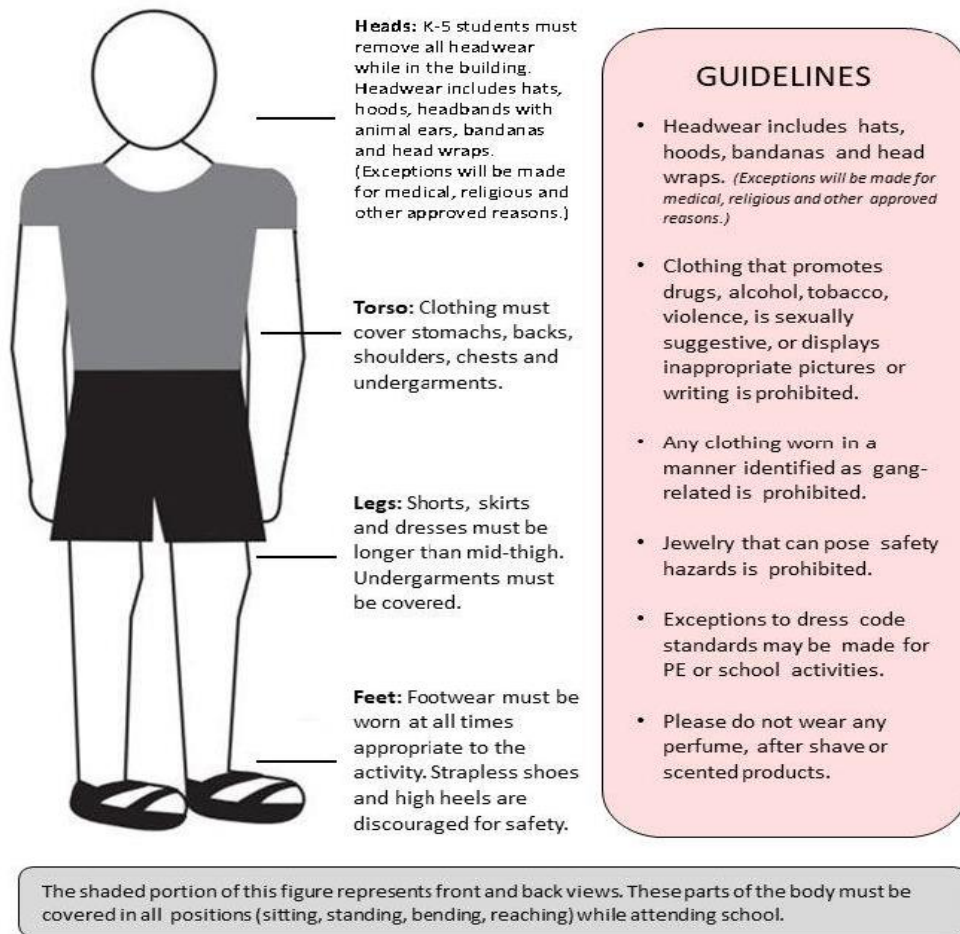 Heads: K-5 students must
remove all headwear
while in the building.
Headwear includes hats,
hoods, headbands with
animal ears, bandanas
and head wraps.
(Exceptions will be made
for medical, religious and
other approved reasons.)
Torso: Clothing must
cover stomachs, backs,
shoulders, chests and
undergarments.
Legs: Shorts, skirts
and dresses must be
longer than mid-thigh.
Undergarments must
be covered.
Feet: Footwear must be
worn at all times
appropriate to the
activity. Strapless shoes
and high heels are
discouraged for safety.
GUIDELINES
• Headwear includes hats,
hoods, bandanas and head
wraps. (Exceptions will be made for
medical, religious and other approved
reasons.)
• Clothing that promotes
drugs, alcohol, tobacco,
violence, is sexually
suggestive, or displays
inappropriate pictures or
writing is prohibited.
• Any clothing worn in a
manner identified as gang-
related is prohibited.
• Jewelry that can pose safety
hazards is prohibited.
• Exceptions to dress code
standards may be made for
PE or school activities.
• Please do not wear any
perfume, after shave or
scented products.
The shaded portion of this figure represents front and back views. These parts of the body must be
covered in all positions (sitting, standing, bending, reaching) while attending school.